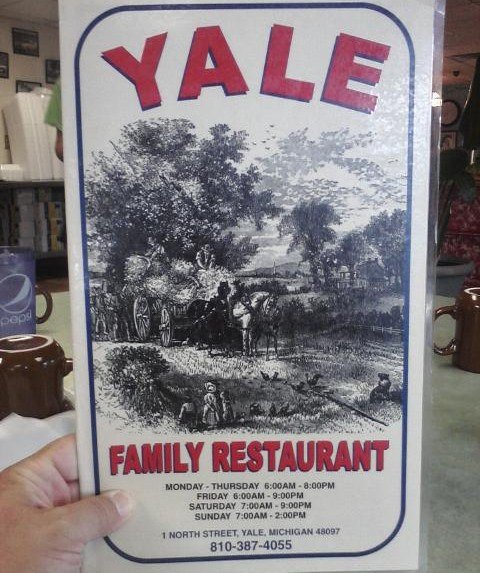 YALE
FAMILY RESTAURANT
MONDAY - THURSDAY 6:00AM - 8:00PM
FRIDAY 6:00AM - 9:00PM
SATURDAY 7:00AM - 9:00PM
SUNDAY 7:00AM - 2:00PM
1 NORTH STREET, YALE, MICHIGAN 48097
810-387-4055
pepsi